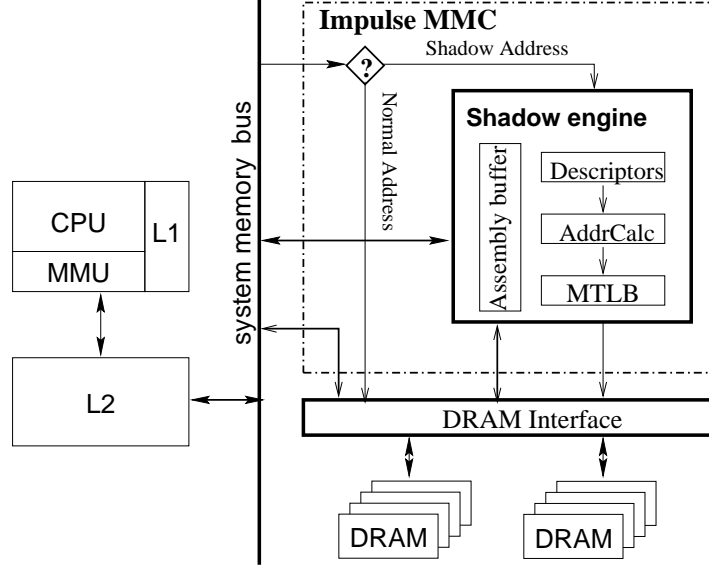 Impulse MMC
Shadow Address
?
Normal Address
Shadow engine
Assembly buffer
Descriptors
AddrCalc
MTLB
system memory bus
CPU
L1
MMU
L2
DRAM Interface
DRAM
DRAM